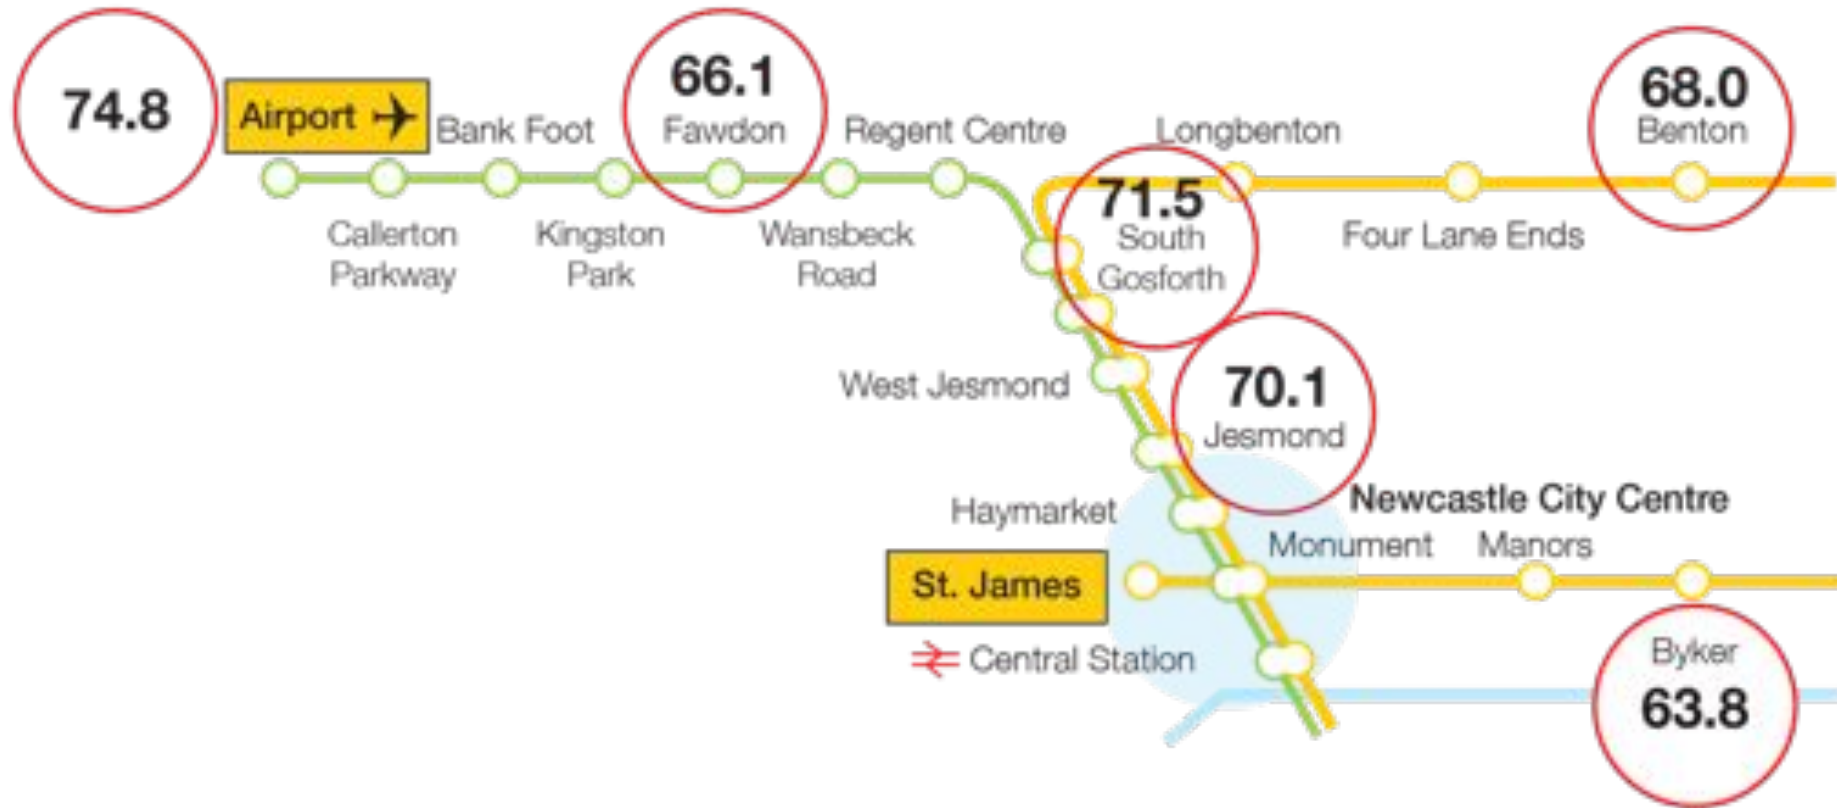 74.8
Airport
Bank Foot
66.1
Fawdon
Regent Centre
Longbenton
68.0
Benton
Callerton
Parkway
Kingston
Park
Wansbeck
Road
71.5
South
Gosforth
Four Lane Ends
West Jesmond
70.1
Jesmond
Haymarket
Newcastle City Centre
Monument
Manors
St. James
Central Station
Byker
63.8